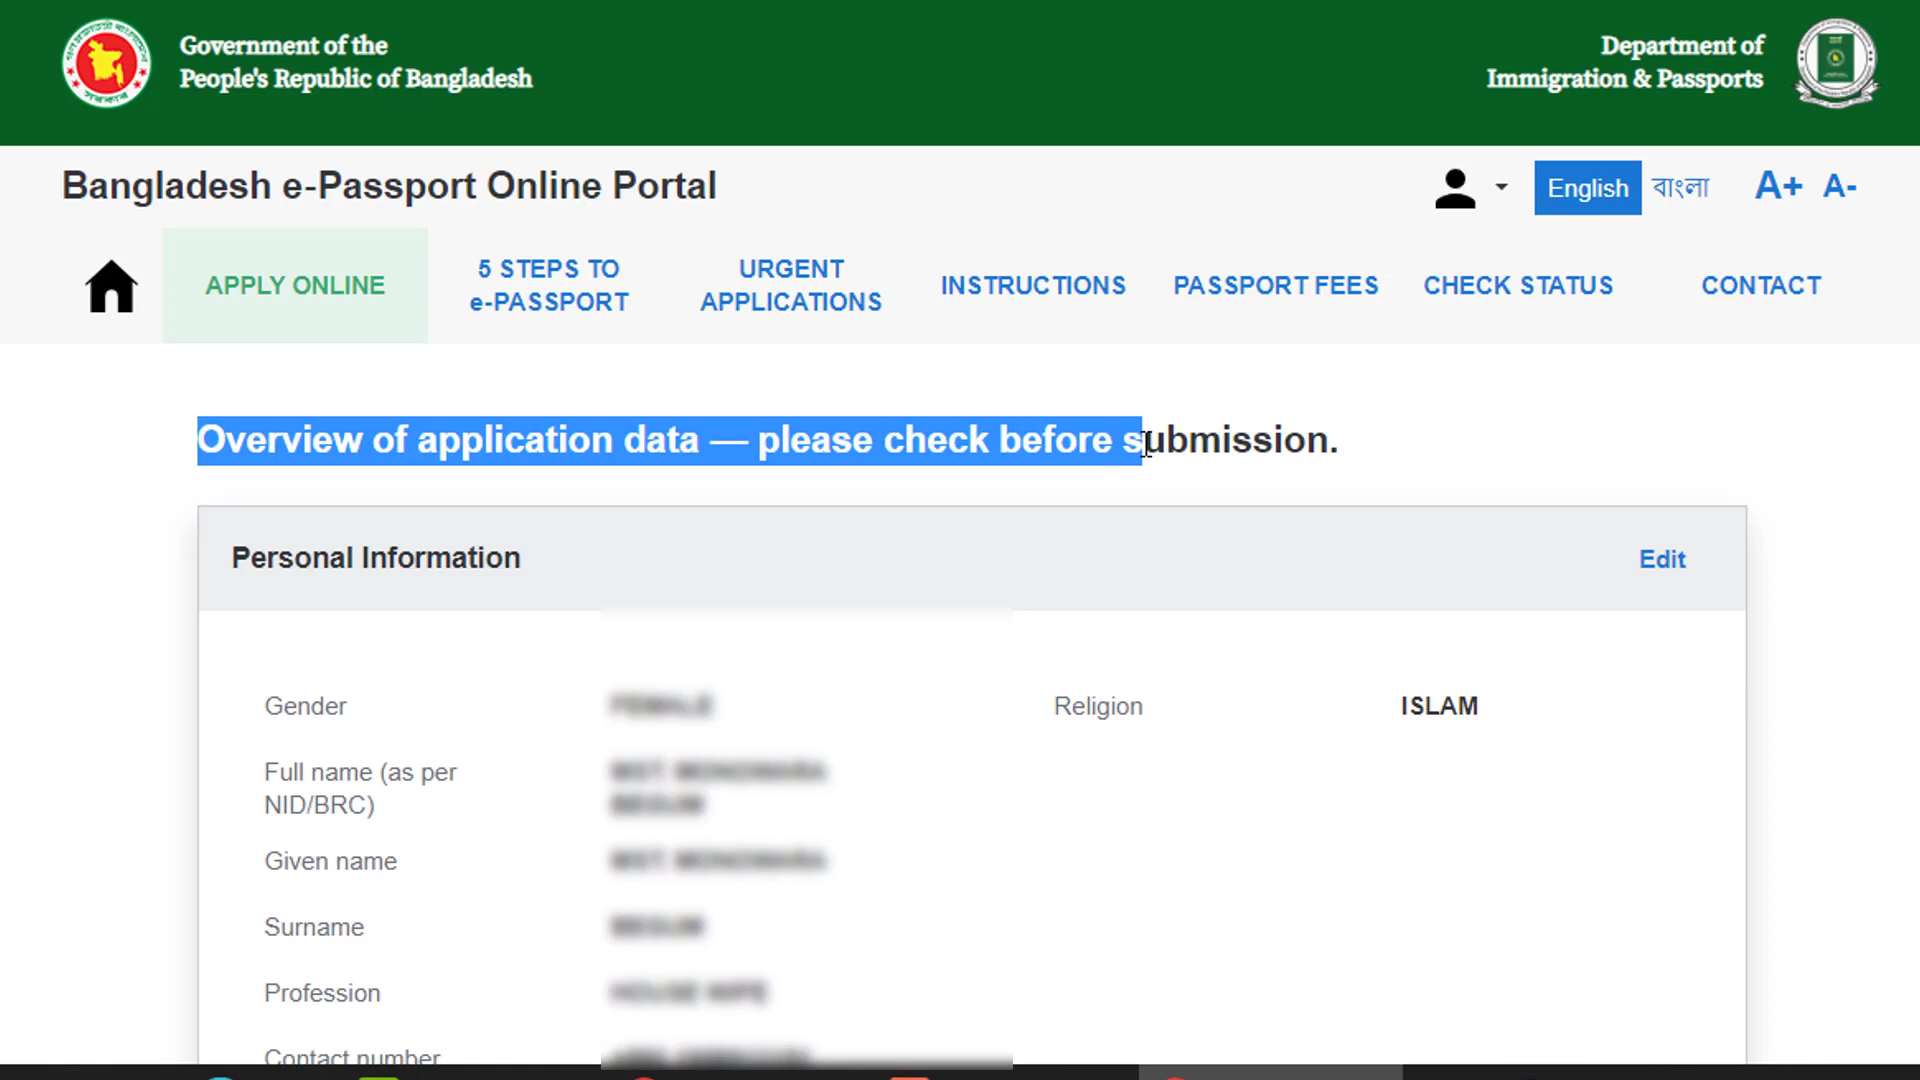 Government of the
People's Republic of Bangladesh
Department of
Immigration & Passports
Bangladesh e-Passport Online Portal
English বাংলা A+ A-
APPLY ONLINE
5 STEPS TO
e-PASSPORT
URGENT
APPLICATIONS
INSTRUCTIONS
PASSPORT FEES
CHECK STATUS
CONTACT
Overview of application data — please check before submission.
Personal Information
Edit
Gender
Religion ISLAM
Full name (as per
NID/BRC)
Given name
Surname
Profession
Contact number